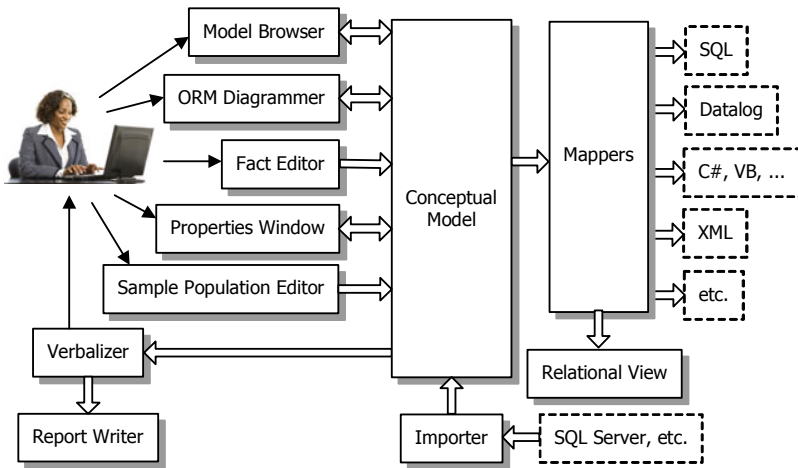 Model Browser
ORM Diagrammer
Fact Editor
Properties Window
Sample Population Editor
Verbalizer
Report Writer
Conceptual
Model
Importer
SQL Server, etc.
Mappers
Relational View
SQL
Datalog
C#, VB, ...
XML
etc.